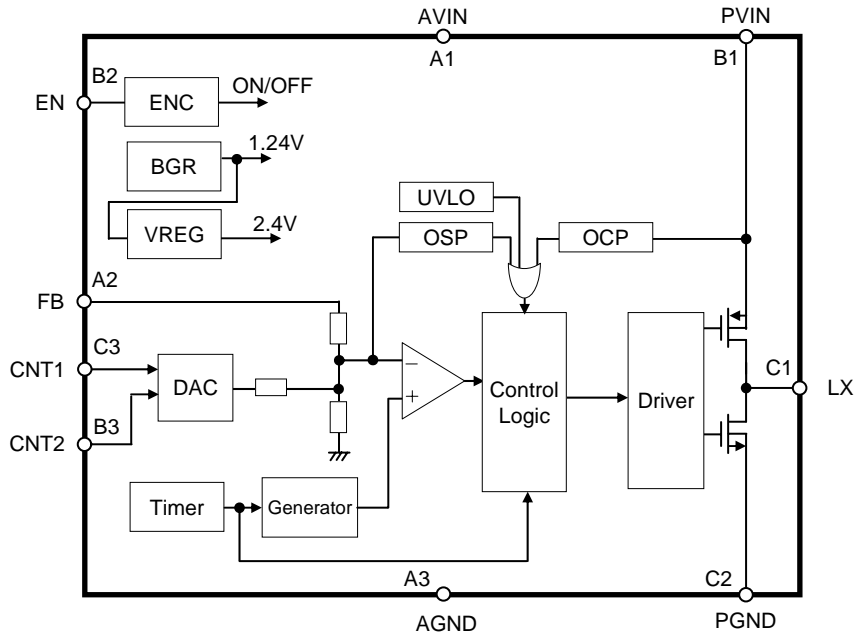 AVIN
PVIN
A1
B1
B2
EN
ENC
ON/OFF
BGR
1.24V
VREG
2.4V
UVLO
OSP
OCP
A2
FB
C3
CNT1
DAC
B3
CNT2
−
+
Control
Logic
Driver
C1
LX
Timer
Generator
A3
C2
AGND
PGND